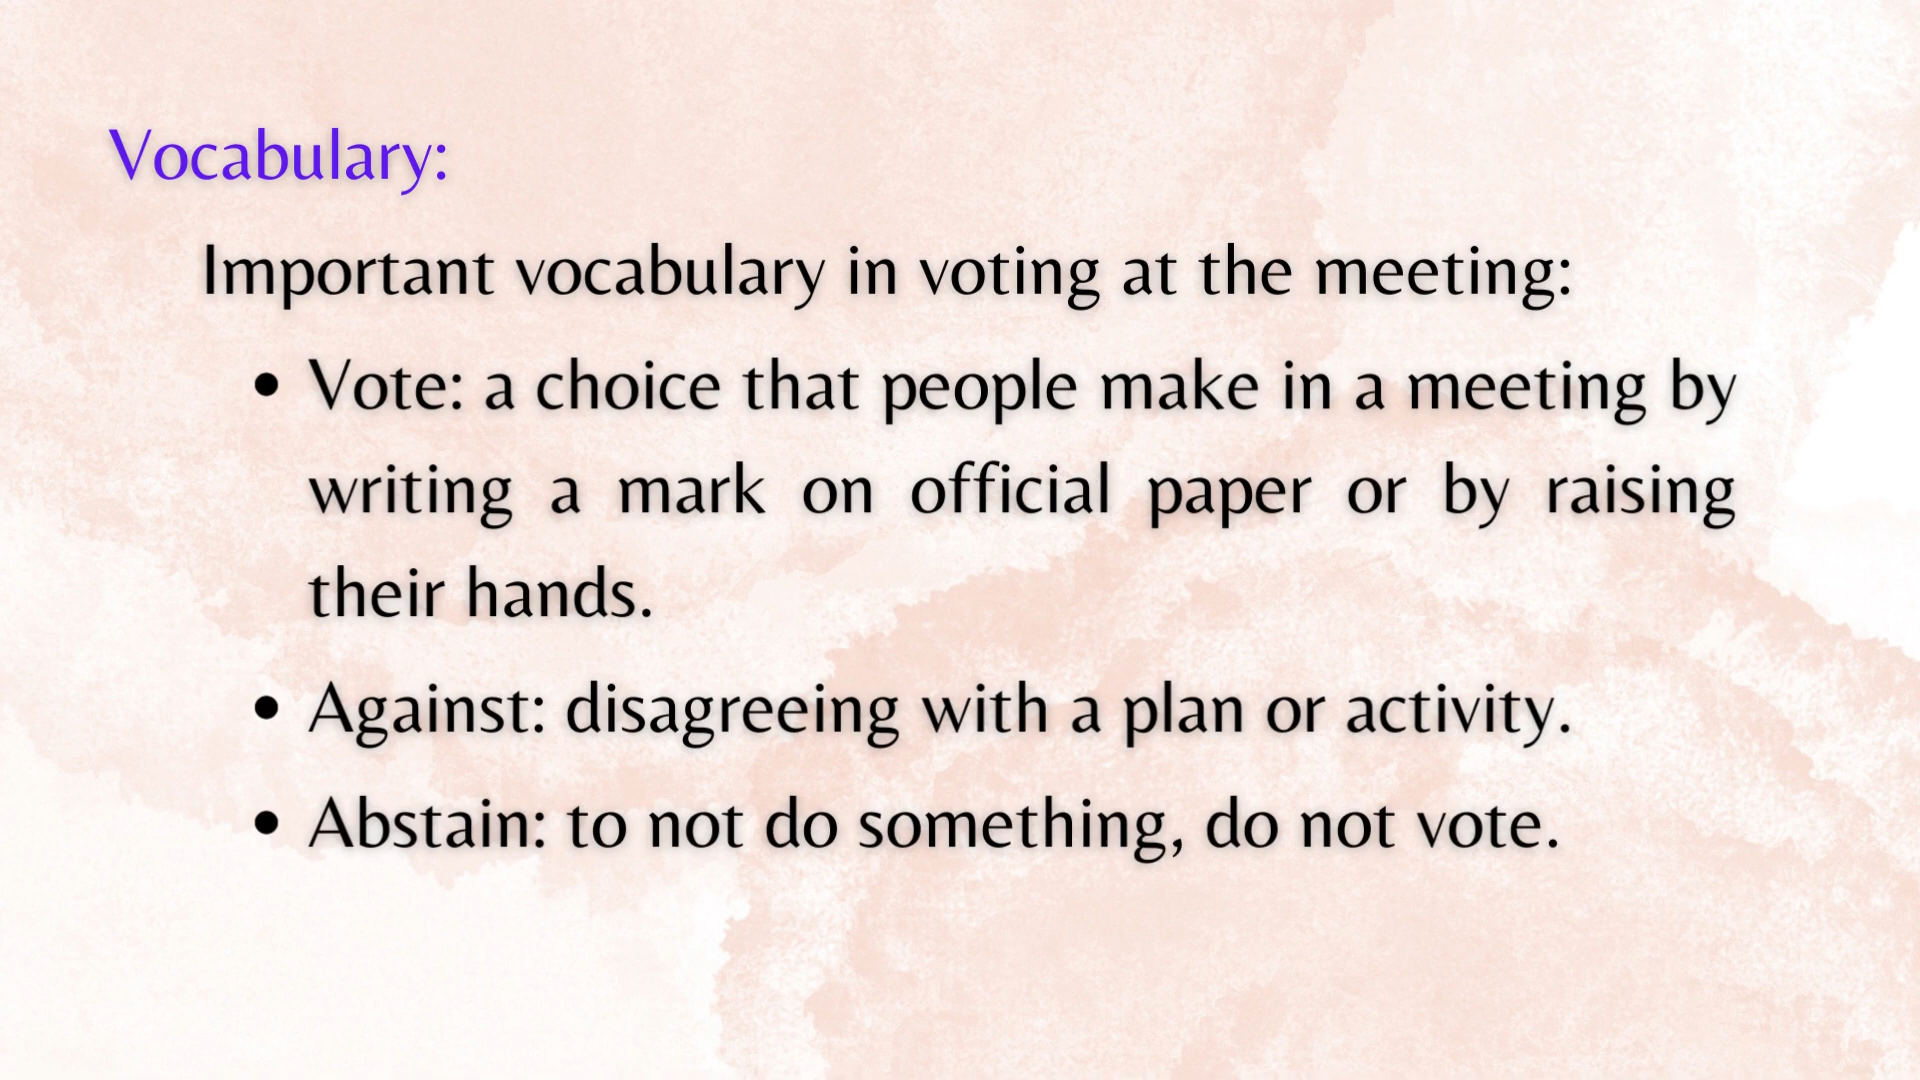 Vocabulary:
Important vocabulary in voting at the meeting:
• Vote: a choice that people make in a meeting by
writing a mark on official paper or by raising
their hands.
• Against: disagreeing with a plan or activity.
• Abstain: to not do something, do not vote.